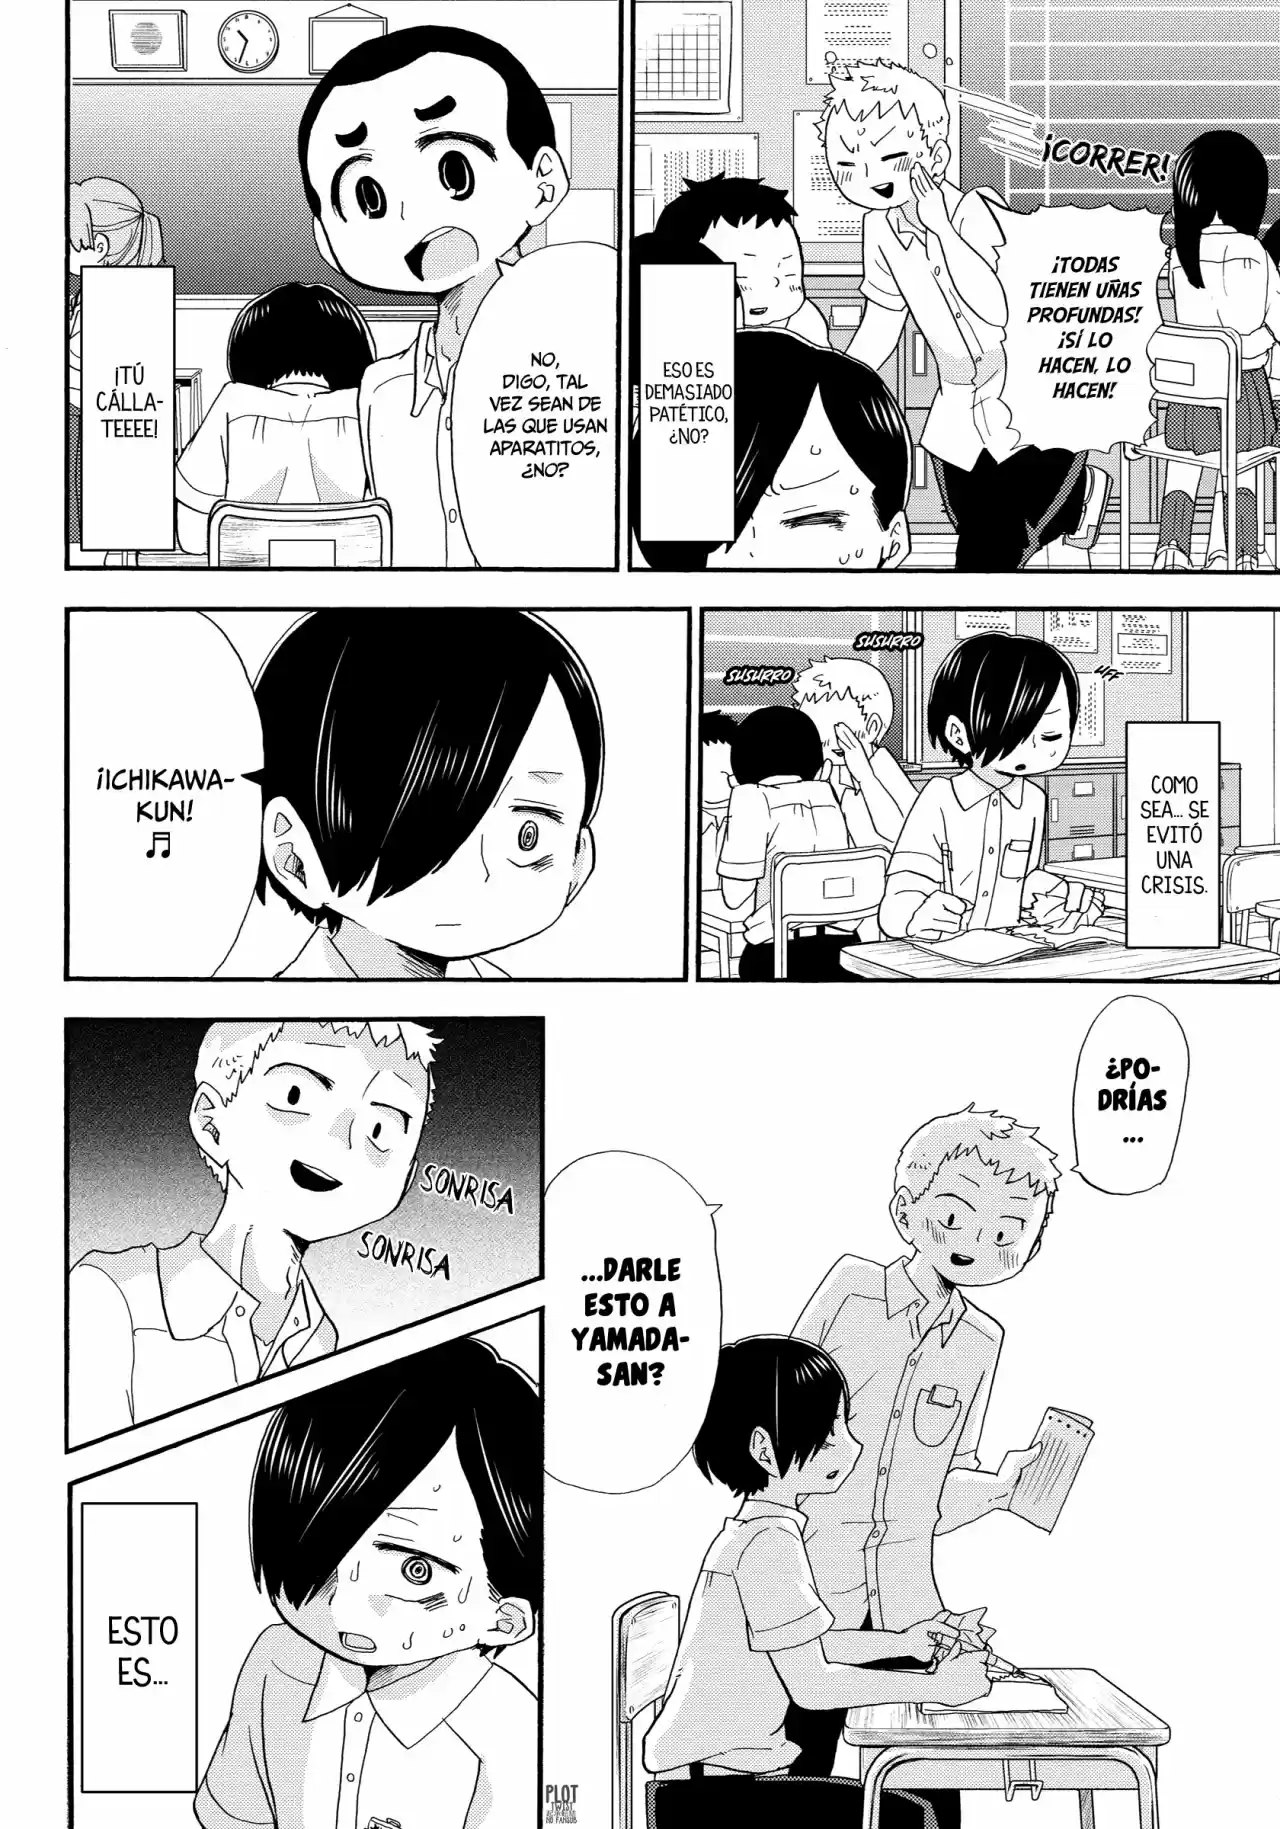 ¡CORRER!
¡TODAS
TIENEN UÑAS
PROFUNDAS!
¡SÍ LO
HACEN, LO
HACEN!
ESO ES
DEMASIADO
PATÉTICO,
¿NO?
NO,
DIGO, TAL
VEZ SEAN DE
LAS QUE USAN
APARATITOS,
¿NO?
¡TÚ
CÁLLA-
TEEEE!
SUSURRO
SUSURRO
UFF
COMO
SEA... SE
EVITÓ
UNA
CRISIS.
¡ICHIKAWA-
KUN!
¿PO-
DRÍAS
...
...DARLE
ESTO A
YAMADA-
SAN?
SONRISA
SONRISA
ESTO
ES...
PLOT
TWIST
NO FANSUB